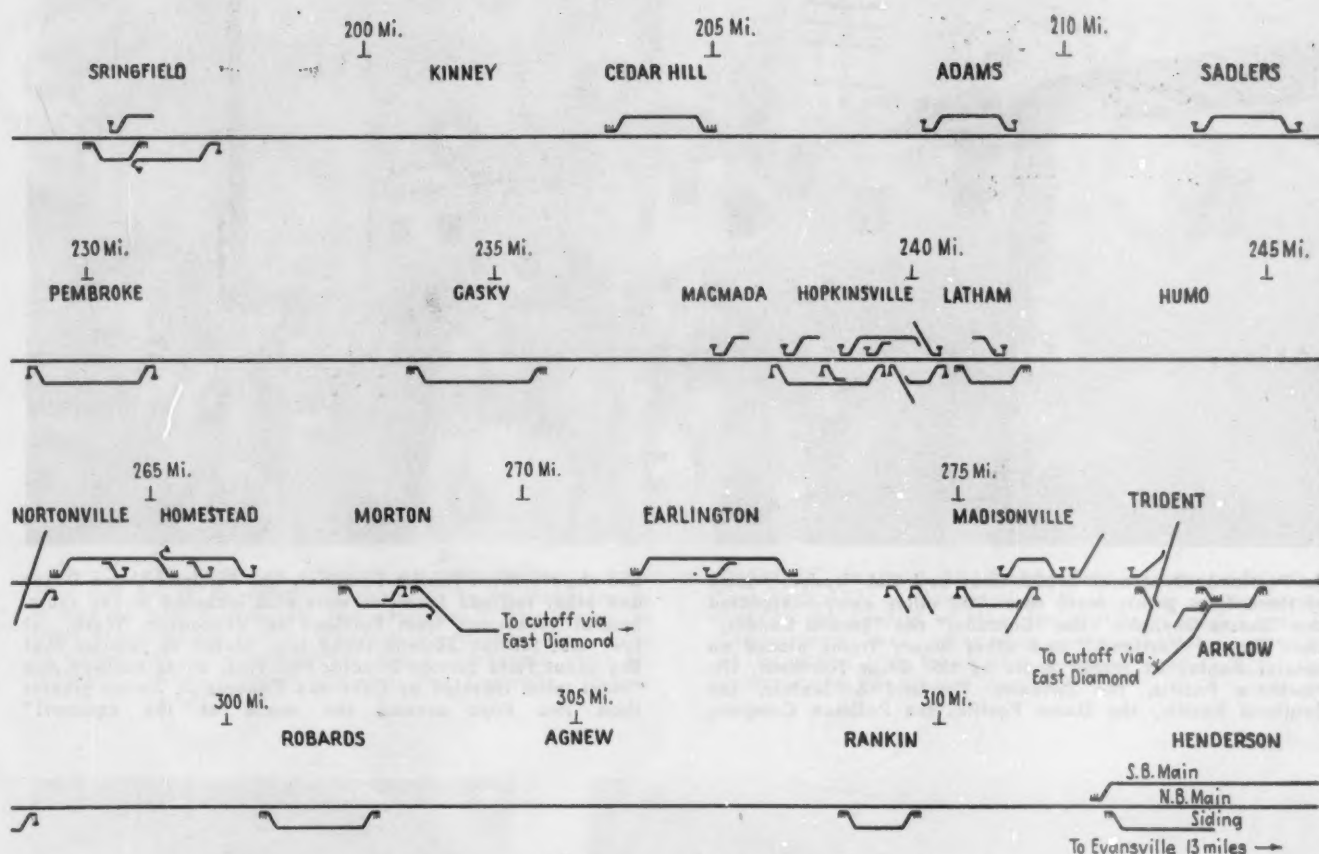 200 Mi. 205 Mi. 210 Mi.
SRINGFIELD KINNEY CEDAR HILL ADAMS SADLERS
230 Mi. 235 Mi. 240 Mi. 245 Mi.
PEMBROKE GASKY MACMADA HOPKINSVILLE LATHAM HUMO
265 Mi. 270 Mi. 275 Mi.
NORTONVILLE HOMESTEAD MORTON EARLINGTON MADISONVILLE TRIDENT
To cutoff via
East Diamond
To cutoff via
East Diamond
ARKLOW
300 Mi. 305 Mi. 310 Mi.
ROBARDS AGNEW RANKIN HENDERSON
S.B. Main
N.B. Main
Siding
To Evansville 13 miles